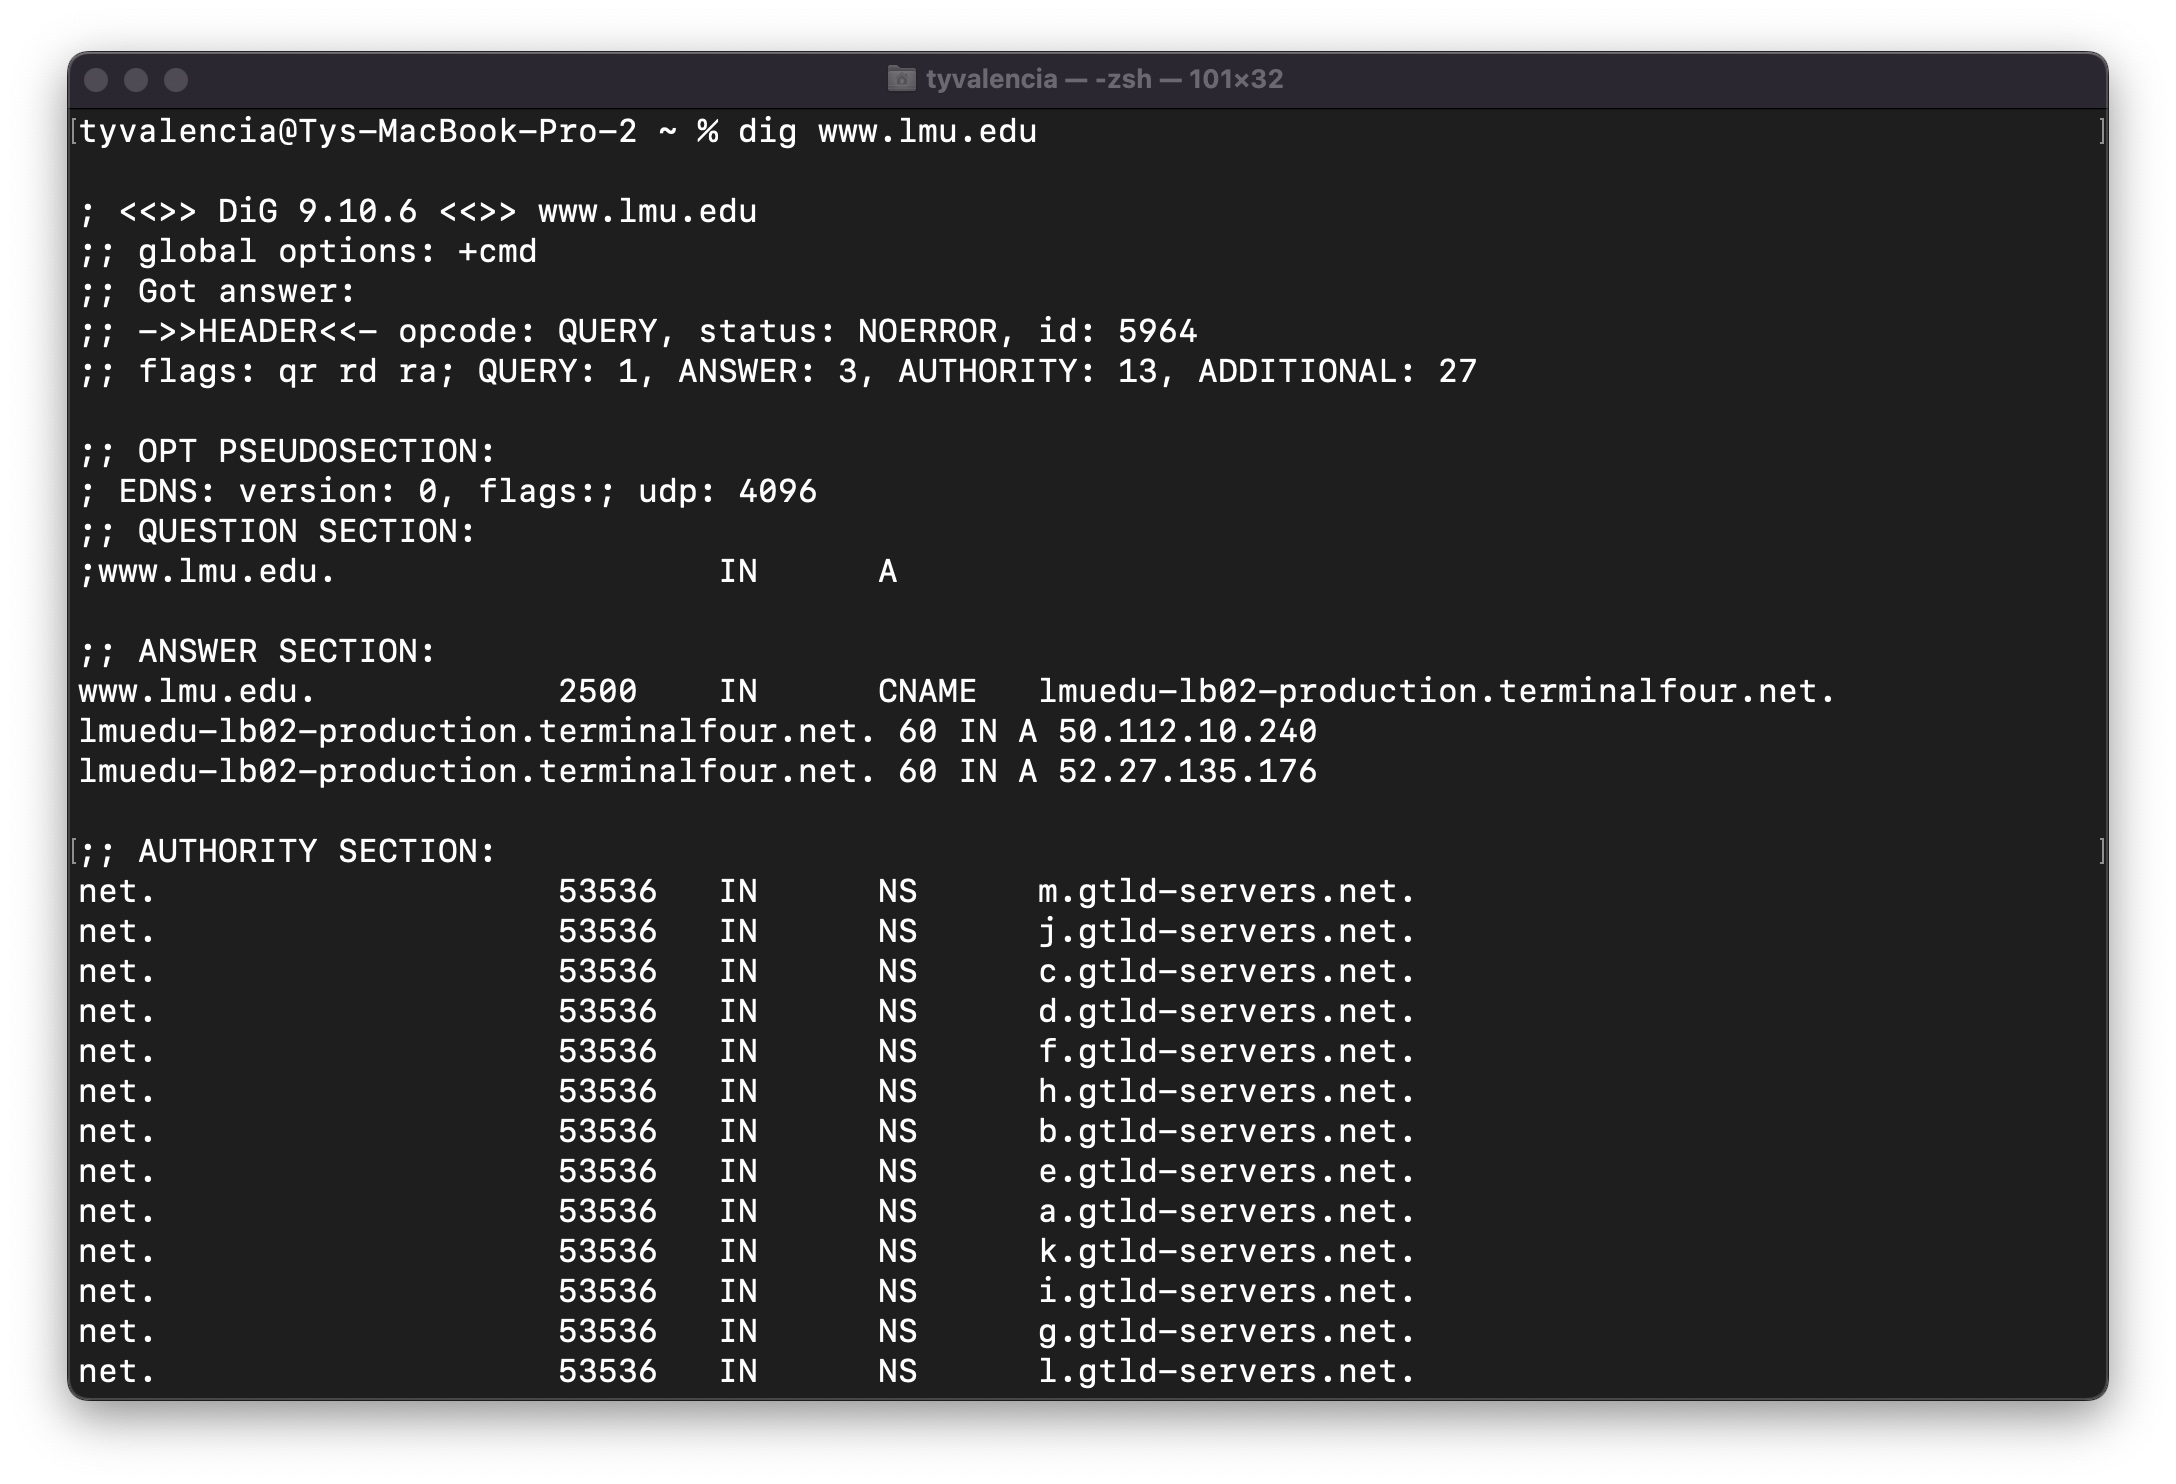 tyvalencia — -zsh — 101×32
[tyvalencia@Tys-MacBook-Pro-2 ~ % dig www.lmu.edu ]
; <<>> DiG 9.10.6 <<>> www.lmu.edu
;; global options: +cmd
;; Got answer:
;; ->>HEADER<<- opcode: QUERY, status: NOERROR, id: 5964
;; flags: qr rd ra; QUERY: 1, ANSWER: 3, AUTHORITY: 13, ADDITIONAL: 27
;; OPT PSEUDOSECTION:
; EDNS: version: 0, flags:; udp: 4096
;; QUESTION SECTION:
;www.lmu.edu. IN A
;; ANSWER SECTION:
www.lmu.edu. 2500 IN CNAME lmuedu-lb02-production.terminalfour.net.
lmuedu-lb02-production.terminalfour.net. 60 IN A 50.112.10.240
lmuedu-lb02-production.terminalfour.net. 60 IN A 52.27.135.176
[;; AUTHORITY SECTION: ]
net. 53536 IN NS m.gtld-servers.net.
net. 53536 IN NS j.gtld-servers.net.
net. 53536 IN NS c.gtld-servers.net.
net. 53536 IN NS d.gtld-servers.net.
net. 53536 IN NS f.gtld-servers.net.
net. 53536 IN NS h.gtld-servers.net.
net. 53536 IN NS b.gtld-servers.net.
net. 53536 IN NS e.gtld-servers.net.
net. 53536 IN NS a.gtld-servers.net.
net. 53536 IN NS k.gtld-servers.net.
net. 53536 IN NS i.gtld-servers.net.
net. 53536 IN NS g.gtld-servers.net.
net. 53536 IN NS l.gtld-servers.net.